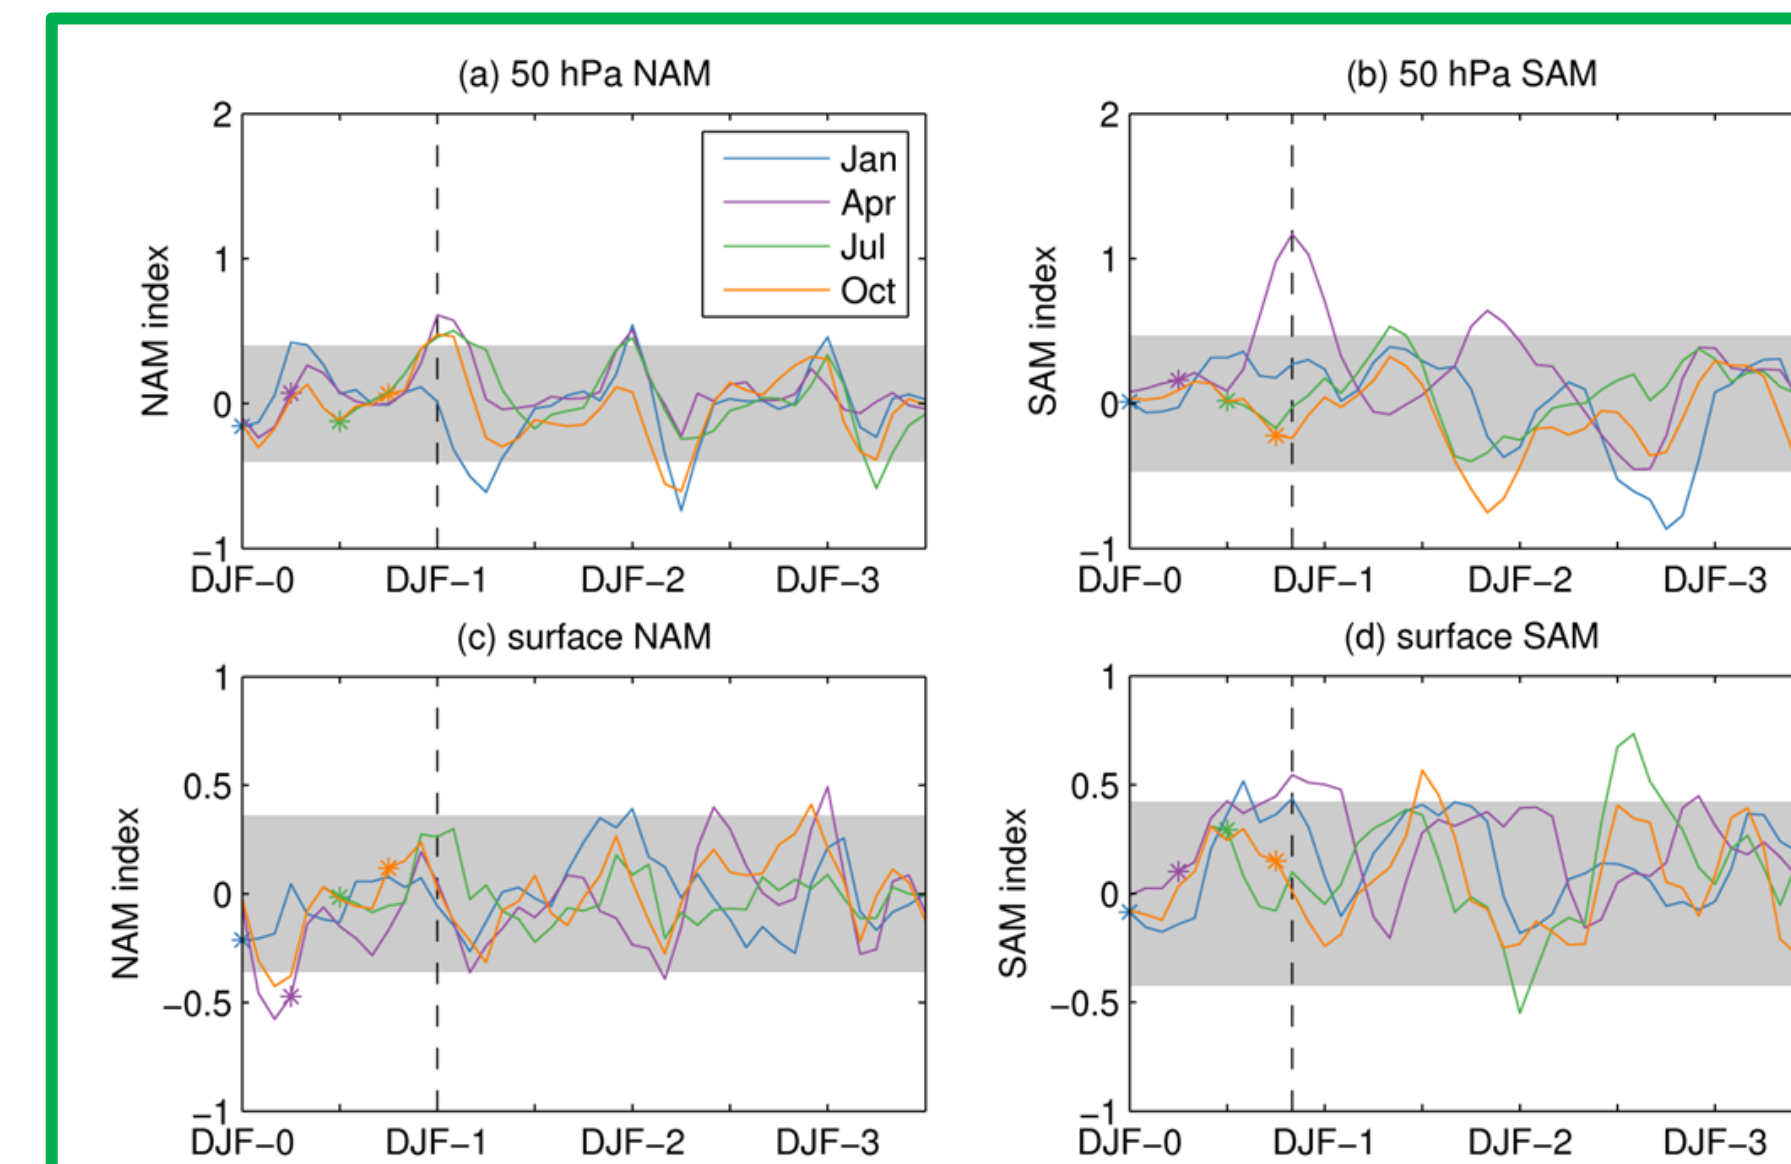 (a) 50 hPa NAM
2
1
0
−1
NAM index
Jan
Apr
Jul
Oct
DJF−0 DJF−1 DJF−2 DJF−3
(b) 50 hPa SAM
2
1
0
−1
SAM index
DJF−0 DJF−1 DJF−2 DJF−3
(c) surface NAM
1
0.5
0
−0.5
−1
NAM index
DJF−0 DJF−1 DJF−2 DJF−3
(d) surface SAM
1
0.5
0
−0.5
−1
SAM index
DJF−0 DJF−1 DJF−2 DJF−3